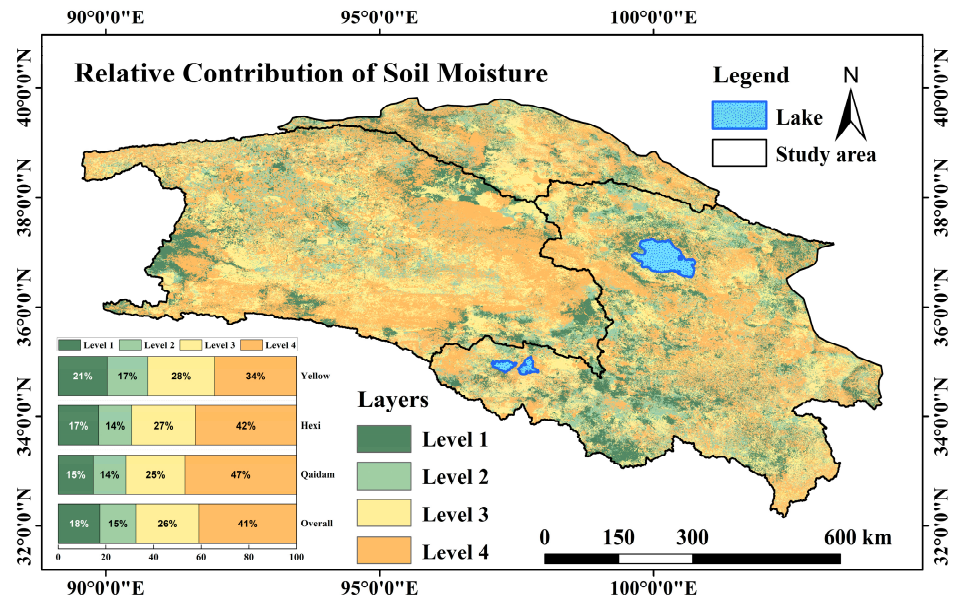 90°0'0"E 95°0'0"E 100°0'0"E
Relative Contribution of Soil Moisture
Legend
N
Lake
Study area
40°0'0"N
38°0'0"N
36°0'0"N
34°0'0"N
32°0'0"N
40°0'0"N
38°0'0"N
36°0'0"N
34°0'0"N
32°0'0"N
Level 1 Level 2 Level 3 Level 4
21% 17% 28% 34% Yellow
17% 14% 27% 42% Hexi
15% 14% 25% 47% Qaidam
18% 15% 26% 41% Overall
0 20 40 60 80 100
Layers
Level 1
Level 2
Level 3
Level 4
0 150 300 600 km
90°0'0"E 95°0'0"E 100°0'0"E